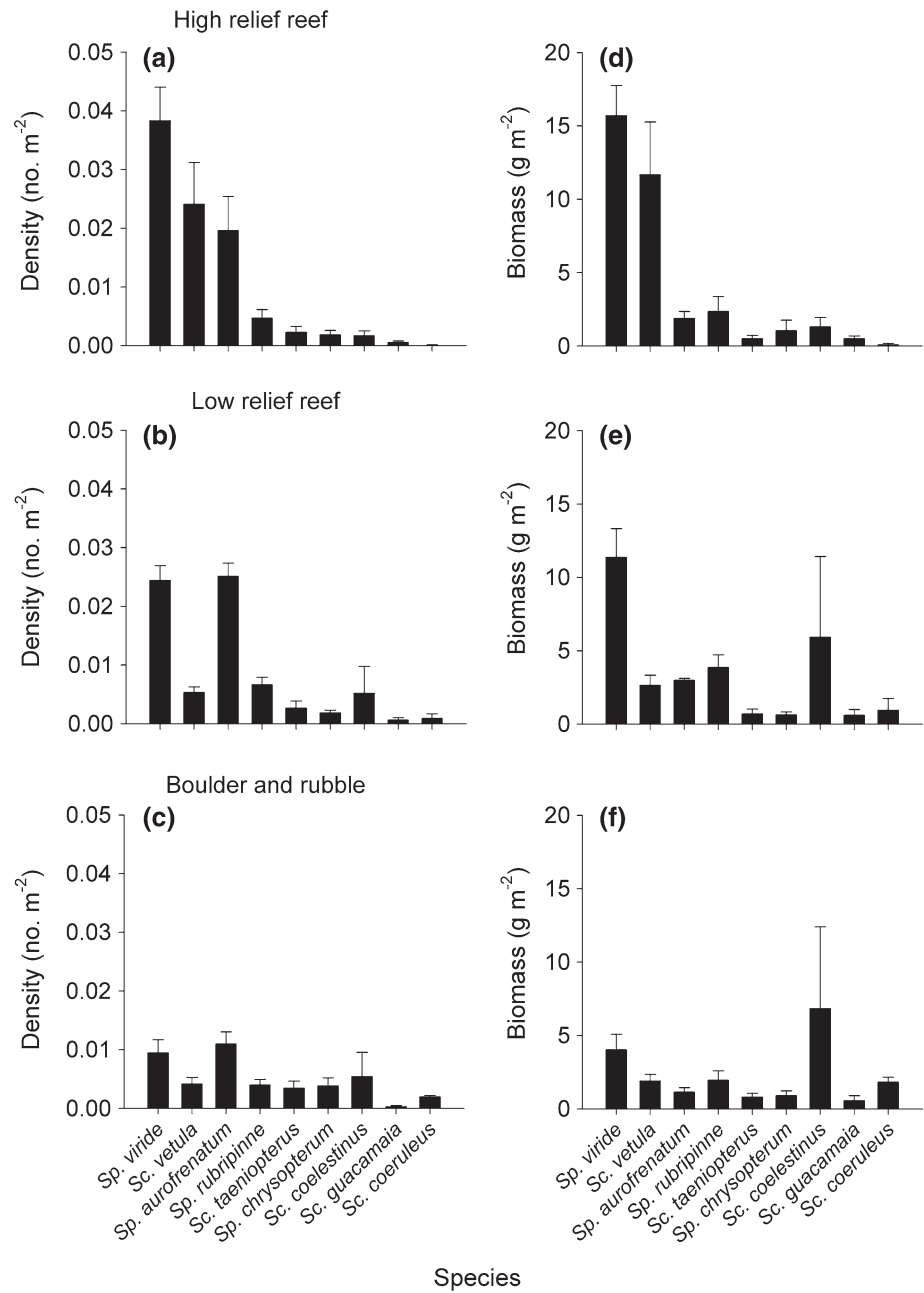 High relief reef
(a)
Density (no. m-2)
0.05
0.04
0.03
0.02
0.01
0.00
(d)
Biomass (g m-2)
20
15
10
5
0
Low relief reef
(b)
Density (no. m-2)
0.05
0.04
0.03
0.02
0.01
0.00
(e)
Biomass (g m-2)
20
15
10
5
0
Boulder and rubble
(c)
Density (no. m-2)
0.05
0.04
0.03
0.02
0.01
0.00
Sp. viride
Sc. vetula
Sp. aurofrenatum
Sp. rubripinne
Sc. taeniopterus
Sp. chrysopterum
Sc. coelestinus
Sc. guacamaia
Sc. coeruleus
(f)
Biomass (g m-2)
20
15
10
5
0
Sp. viride
Sc. vetula
Sp. aurofrenatum
Sp. rubripinne
Sc. taeniopterus
Sp. chrysopterum
Sc. coelestinus
Sc. guacamaia
Sc. coeruleus
Species